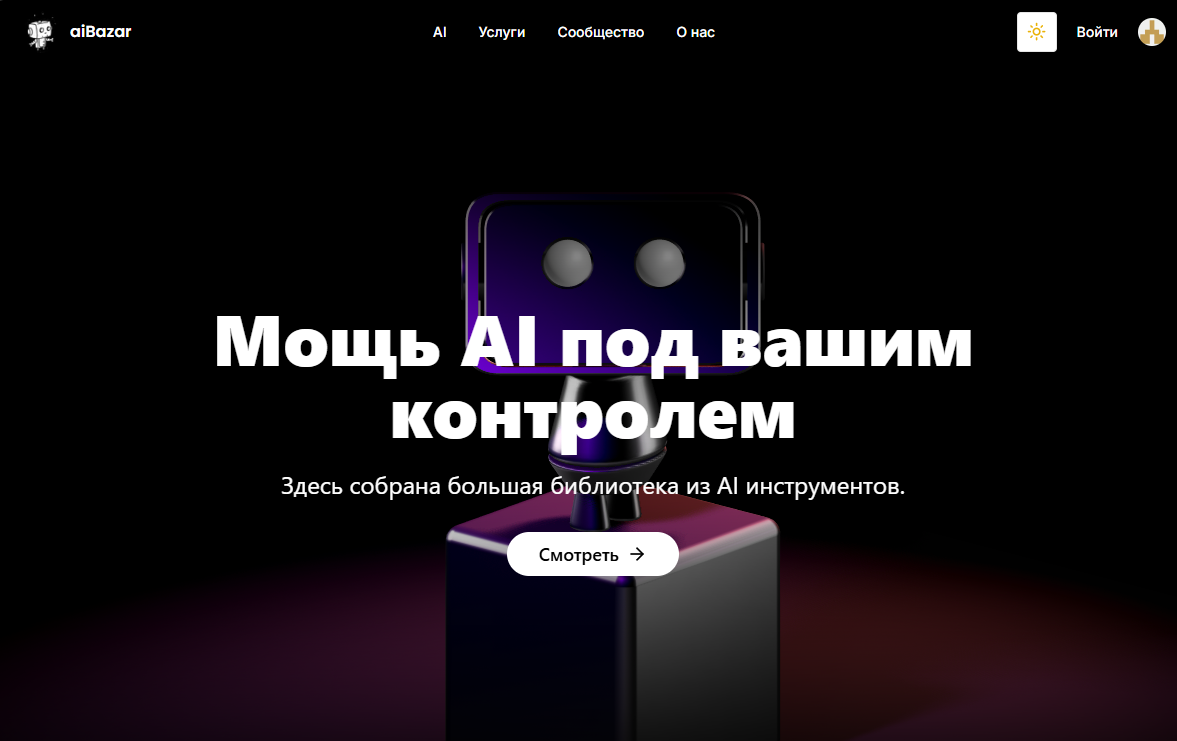 aiBazar
AI
Услуги
Сообщество
О нас
Войти
Мощь AI под вашим
контролем
Здесь собрана большая библиотека из AI инструментов.
Смотреть →